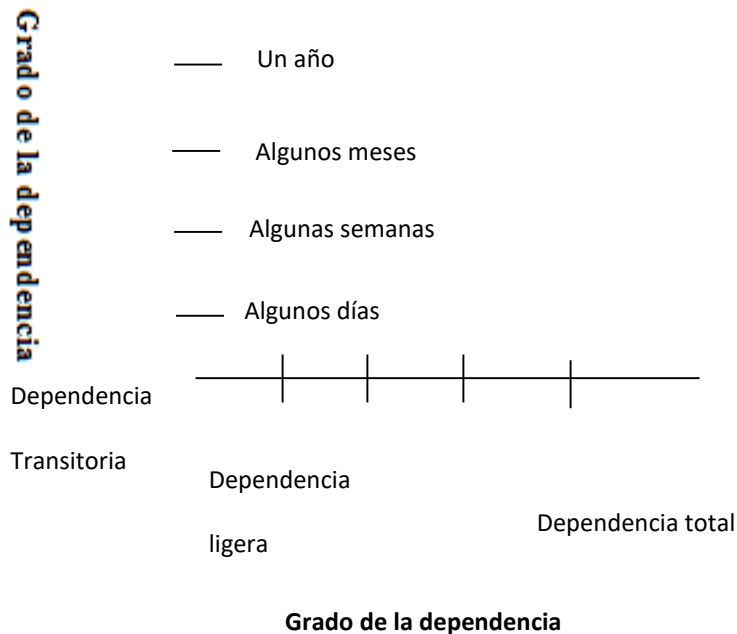 Grado de la dependencia
Un año
Algunos meses
Algunas semanas
Algunos días
Dependencia
Transitoria
Dependencia
ligera
Dependencia total
Grado de la dependencia